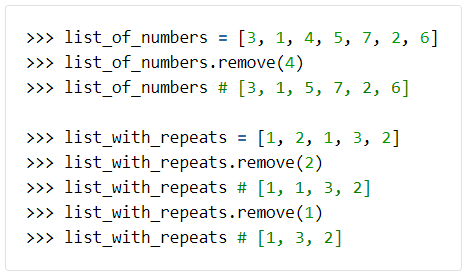 >>> list_of_numbers = [3, 1, 4, 5, 7, 2, 6]
>>> list_of_numbers.remove(4)
>>> list_of_numbers # [3, 1, 5, 7, 2, 6]
>>> list_with_repeats = [1, 2, 1, 3, 2]
>>> list_with_repeats.remove(2)
>>> list_with_repeats # [1, 1, 3, 2]
>>> list_with_repeats.remove(1)
>>> list_with_repeats # [1, 3, 2]